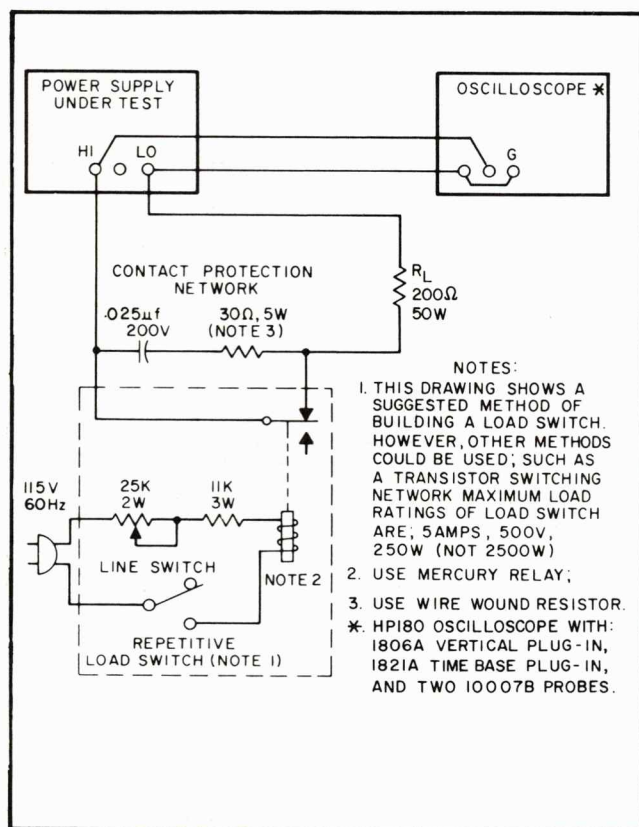 POWER SUPPLY
UNDER TEST
HI
LO
OSCILLOSCOPE *
G
CONTACT PROTECTION
NETWORK
.025µf
200V
30Ω, 5W
(NOTE 3)
RL
200Ω
50W
115V
60Hz
25K
2W
11K
3W
LINE SWITCH
NOTE 2
REPETITIVE
LOAD SWITCH (NOTE 1)
NOTES:
1. THIS DRAWING SHOWS A
SUGGESTED METHOD OF
BUILDING A LOAD SWITCH.
HOWEVER, OTHER METHODS
COULD BE USED; SUCH AS
A TRANSISTOR SWITCHING
NETWORK MAXIMUM LOAD
RATINGS OF LOAD SWITCH
ARE; 5AMPS, 500V,
250W (NOT 2500W)
2. USE MERCURY RELAY;
3. USE WIRE WOUND RESISTOR.
*. HP180 OSCILLOSCOPE WITH:
1806A VERTICAL PLUG-IN,
1821A TIME BASE PLUG-IN,
AND TWO 10007B PROBES.